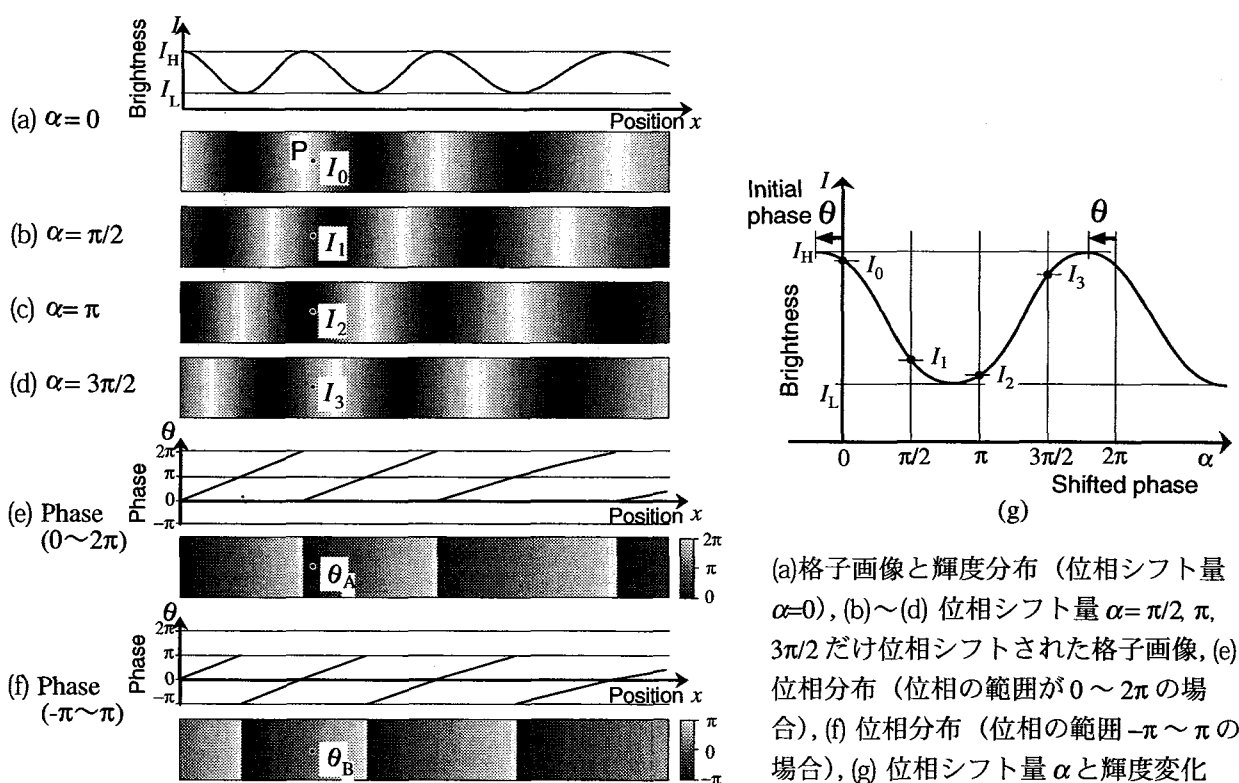 I
I_H
I_L
Brightness
Position x
(a) α= 0
P
I_0
(b) α= π/2
I_1
(c) α= π
I_2
(d) α= 3π/2
I_3
θ
2π
π
0
−π
Phase
Position x
(e) Phase
(0～2π)
θ_A
2π
π
0
θ
2π
π
0
−π
Phase
Position x
(f) Phase
(-π～π)
θ_B
π
0
−π
Initial
phase θ
I
θ
I_H
I_0
I_3
Brightness
I_1
I_2
I_L
0
π/2
π
3π/2
2π
α
Shifted phase
(g)
(a)格子画像と輝度分布（位相シフト量
α=0）, (b)～(d) 位相シフト量 α= π/2, π,
3π/2 だけ位相シフトされた格子画像, (e)
位相分布（位相の範囲が 0 ～ 2π の場
合）, (f) 位相分布（位相の範囲 −π ～ π の
場合）, (g) 位相シフト量 α と輝度変化